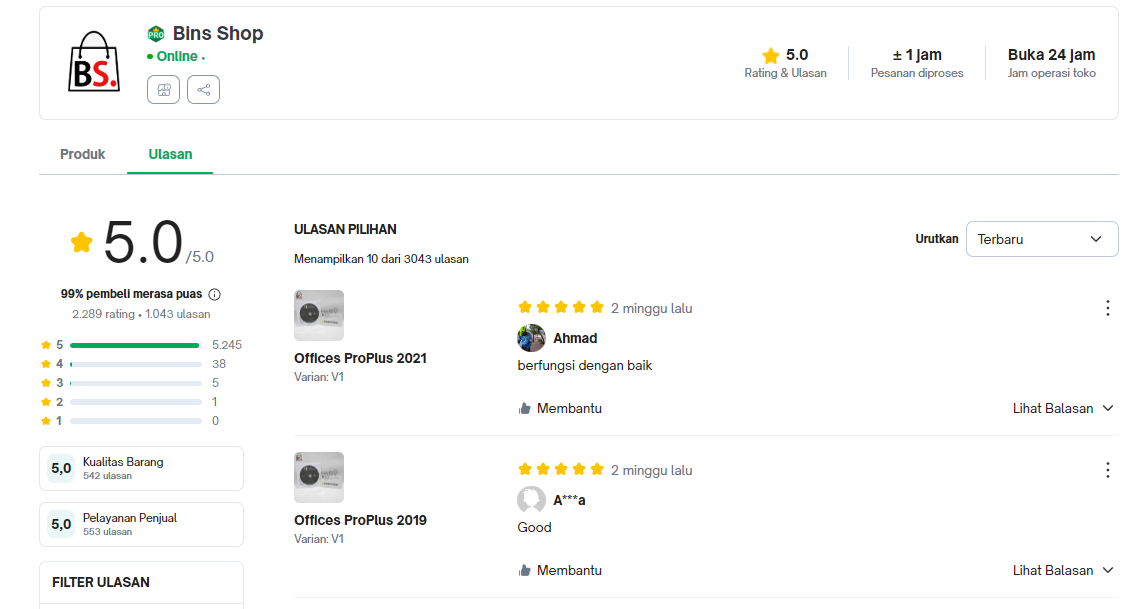 BS.
PRO Bins Shop
Online
5.0
Rating & Ulasan
± 1 jam
Pesanan diproses
Buka 24 jam
Jam operasi toko
Produk
Ulasan
5.0/5.0
99% pembeli merasa puas
2.289 rating • 1.043 ulasan
5 5.245
4 38
3 5
2 1
1 0
5,0 Kualitas Barang
542 ulasan
5,0 Pelayanan Penjual
553 ulasan
FILTER ULASAN
ULASAN PILIHAN
Menampilkan 10 dari 3043 ulasan
Urutkan Terbaru
Offices ProPlus 2021
Varian: V1
2 minggu lalu
Ahmad
berfungsi dengan baik
Membantu
Lihat Balasan
Offices ProPlus 2019
Varian: V1
2 minggu lalu
A***a
Good
Membantu
Lihat Balasan